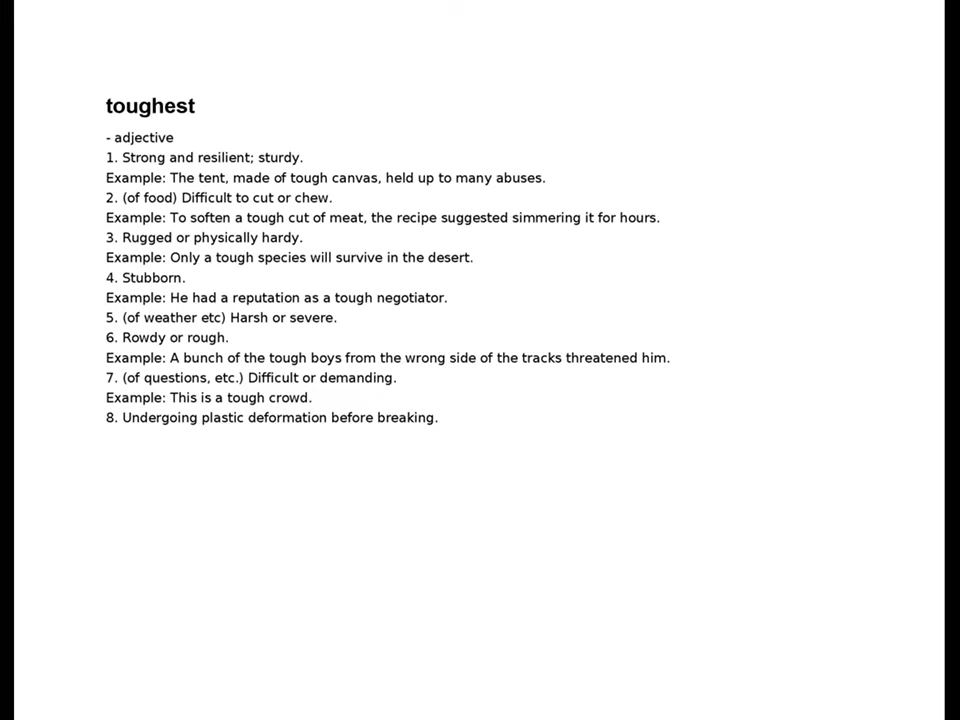 toughest
- adjective
1. Strong and resilient; sturdy.
Example: The tent, made of tough canvas, held up to many abuses.
2. (of food) Difficult to cut or chew.
Example: To soften a tough cut of meat, the recipe suggested simmering it for hours.
3. Rugged or physically hardy.
Example: Only a tough species will survive in the desert.
4. Stubborn.
Example: He had a reputation as a tough negotiator.
5. (of weather etc) Harsh or severe.
6. Rowdy or rough.
Example: A bunch of the tough boys from the wrong side of the tracks threatened him.
7. (of questions, etc.) Difficult or demanding.
Example: This is a tough crowd.
8. Undergoing plastic deformation before breaking.